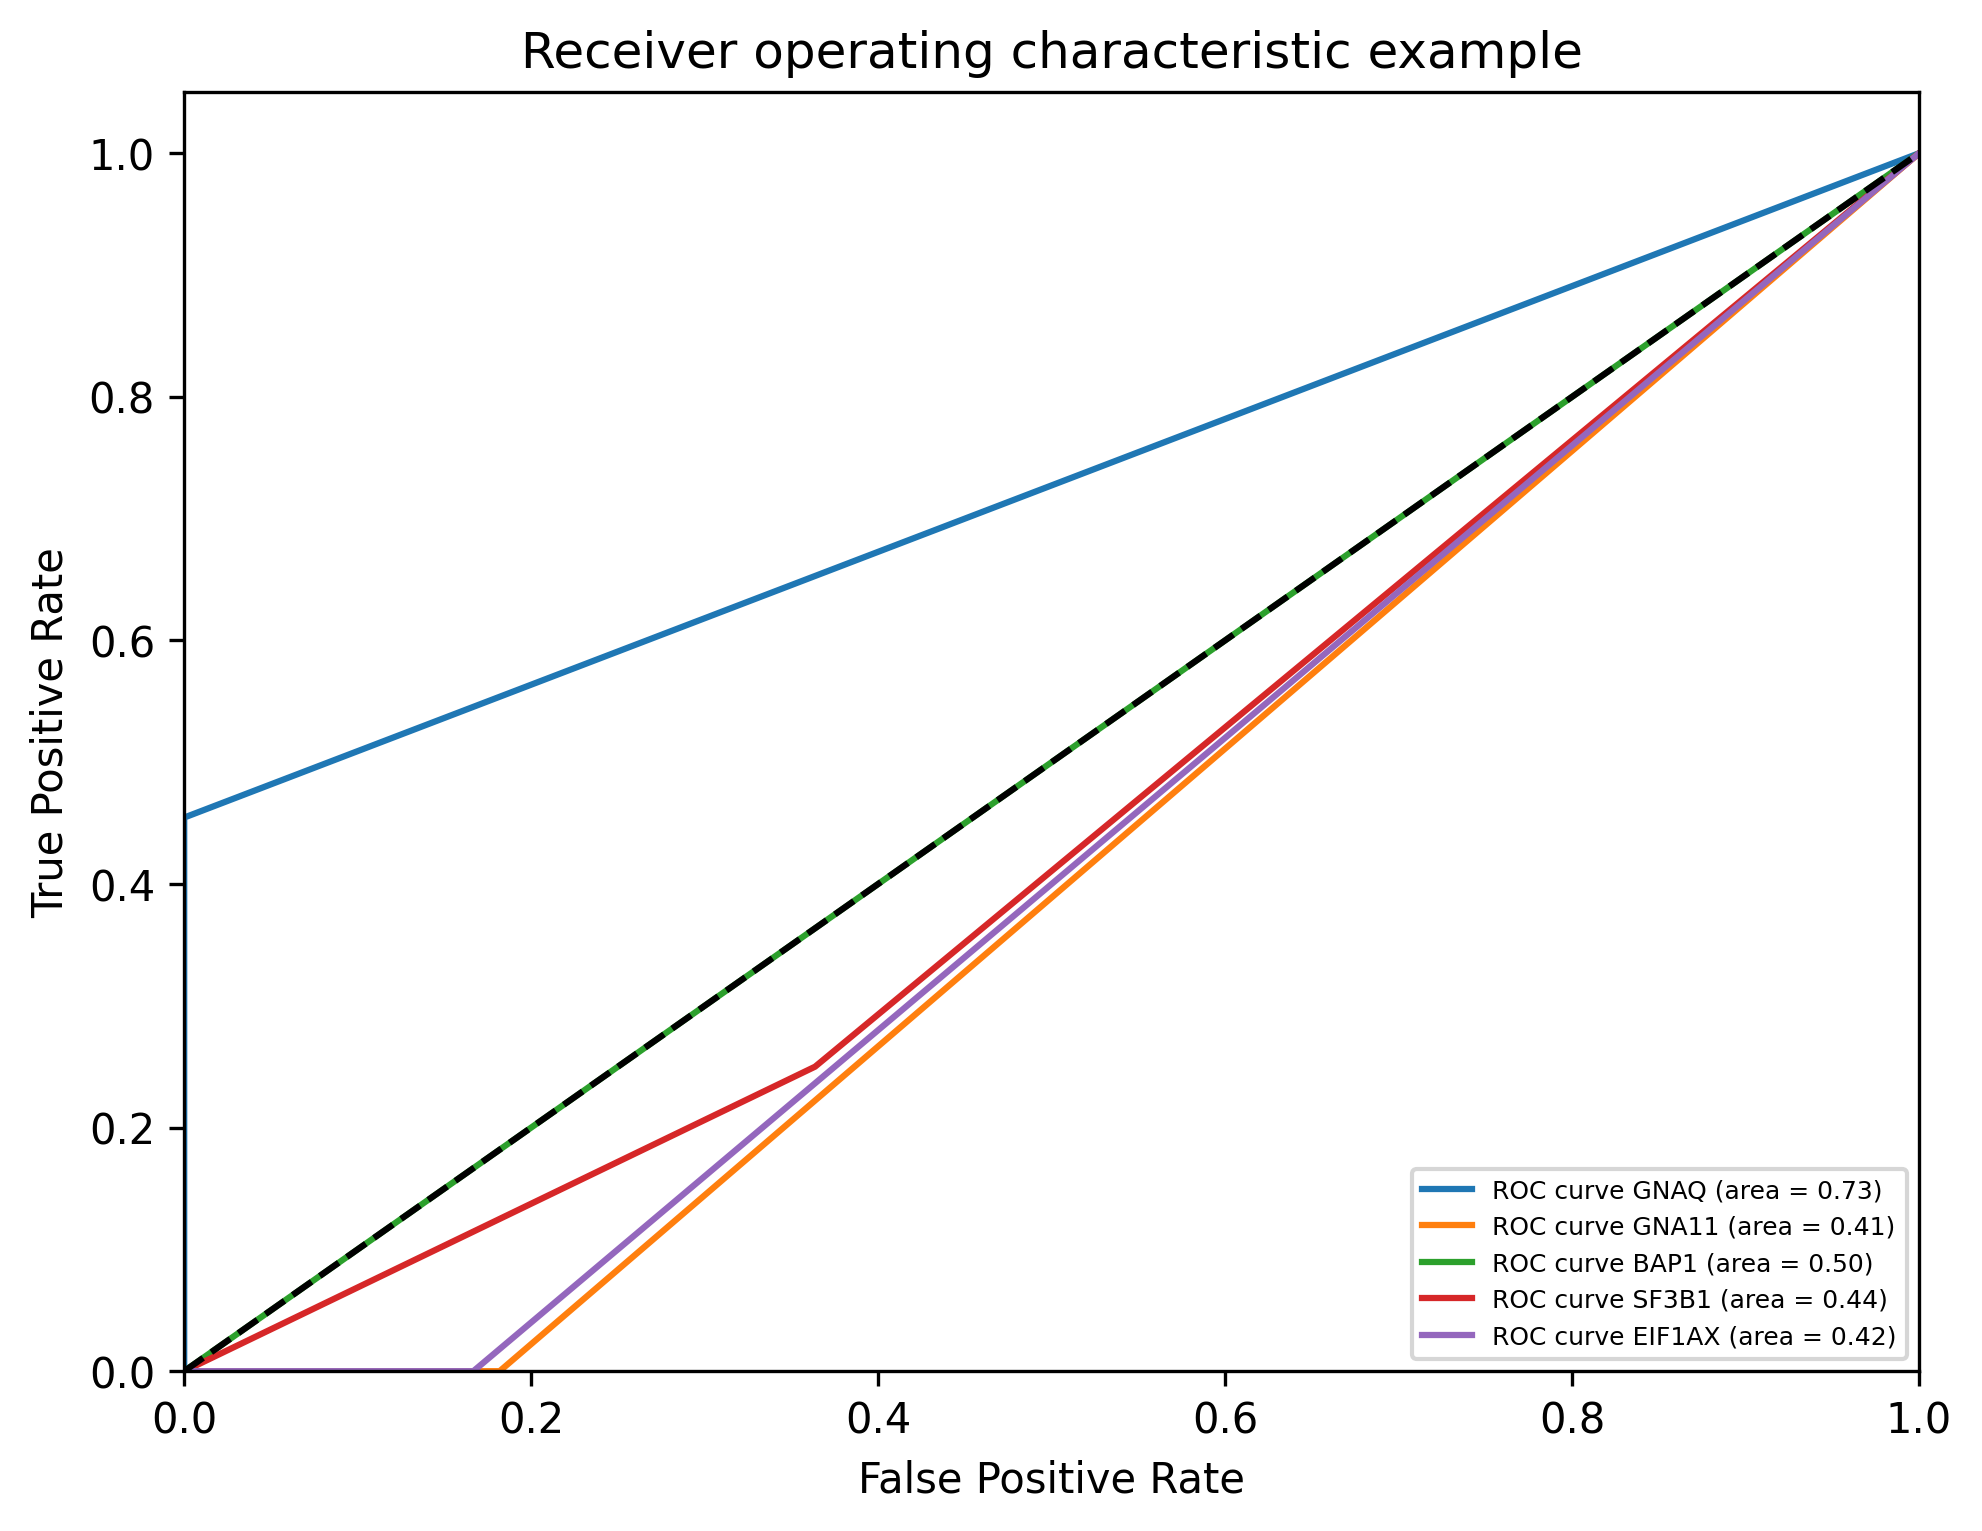 Receiver operating characteristic example
True Positive Rate
1.0
0.8
0.6
0.4
0.2
0.0
ROC curve GNAQ (area = 0.73)
ROC curve GNA11 (area = 0.41)
ROC curve BAP1 (area = 0.50)
ROC curve SF3B1 (area = 0.44)
ROC curve EIF1AX (area = 0.42)
0.0 0.2 0.4 0.6 0.8 1.0
False Positive Rate